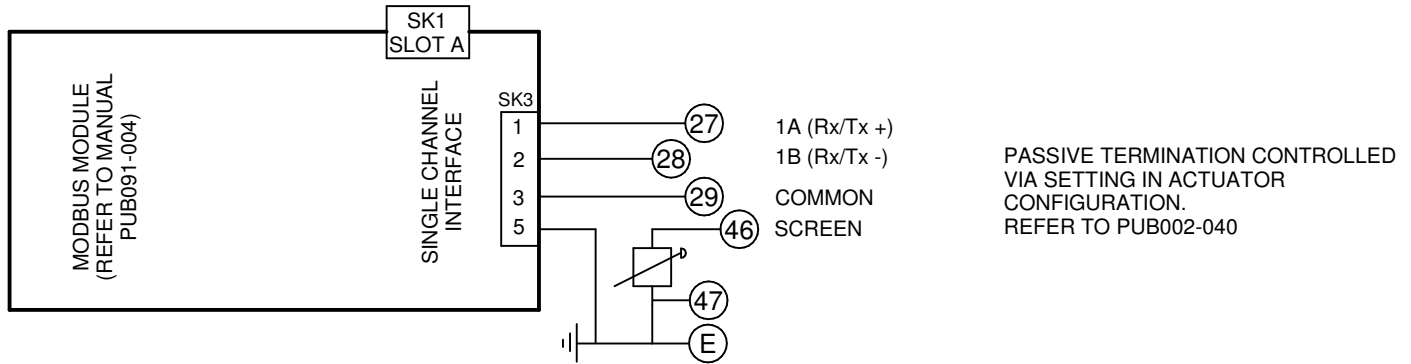 SK1
SLOT A
MODBUS MODULE
(REFER TO MANUAL
PUB091-004)
SINGLE CHANNEL
INTERFACE
SK3
1
2
3
5
27
28
29
46
47
E
1A (Rx/Tx +)
1B (Rx/Tx -)
COMMON
SCREEN
PASSIVE TERMINATION CONTROLLED
VIA SETTING IN ACTUATOR
CONFIGURATION.
REFER TO PUB002-040